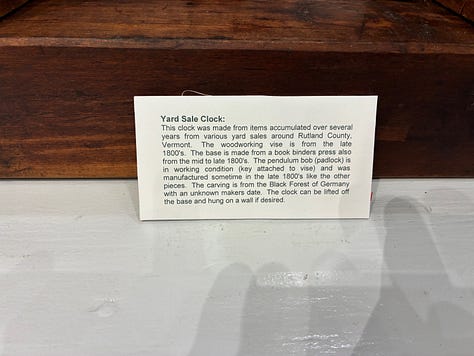 Yard Sale Clock:
This clock was made from items accumulated over several
years from various yard sales around Rutland County,
Vermont. The woodworking vise is from the late
1800's. The base is made from a book binders press also
from the mid to late 1800's. The pendulum bob (padlock) is
in working condition (key attached to vise) and was
manufactured sometime in the late 1800's like the other
pieces. The carving is from the Black Forest of Germany
with an unknown makers date. The clock can be lifted off
the base and hung on a wall if desired.